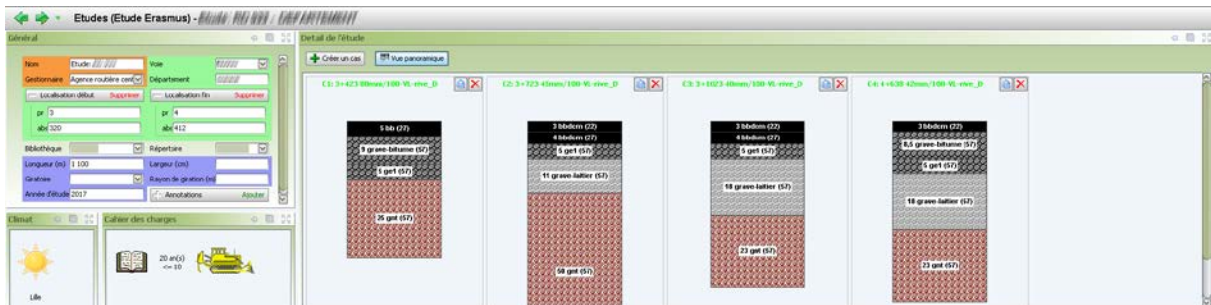 Etudes (Etude Erasmus) -
Général
Nom Etude Voie
Gestionnaire Agence routière cent Département
Localisation début Supprimer Localisation fin Supprimer
pr 3 pr 4
abs 320 abs 412
Bibliothèque Répertoire
Longueur (m) 1 100 Largeur (cm)
Giratoire Rayon de giration (m)
Année d'étude 2017 Annotations Ajouter
Climat
Lille
Cahier des charges
20 an(s)
<= 10
Detail de l'étude
Créer un cas Vue panoramique
C1: 3+423-80mm/100-VL-rive_D
5 bb (27)
9 grave-bitume (57)
5 ge1 (57)
25 gnt (57)
C2: 3+723-45mm/100-VL-rive_D
3 bbdcm (22)
4 bbdcm (27)
5 ge1 (57)
11 grave-laitier (57)
50 gnt (57)
C3: 3+1023-40mm/100-VL-rive_D
3 bbdcm (22)
4 bbdcm (27)
5 ge1 (57)
18 grave-laitier (57)
23 gnt (57)
C4: 4+638-42mm/100-VL-rive_D
3 bbdcm (22)
8,5 grave-bitume (57)
5 ge1 (57)
18 grave-laitier (57)
23 gnt (57)